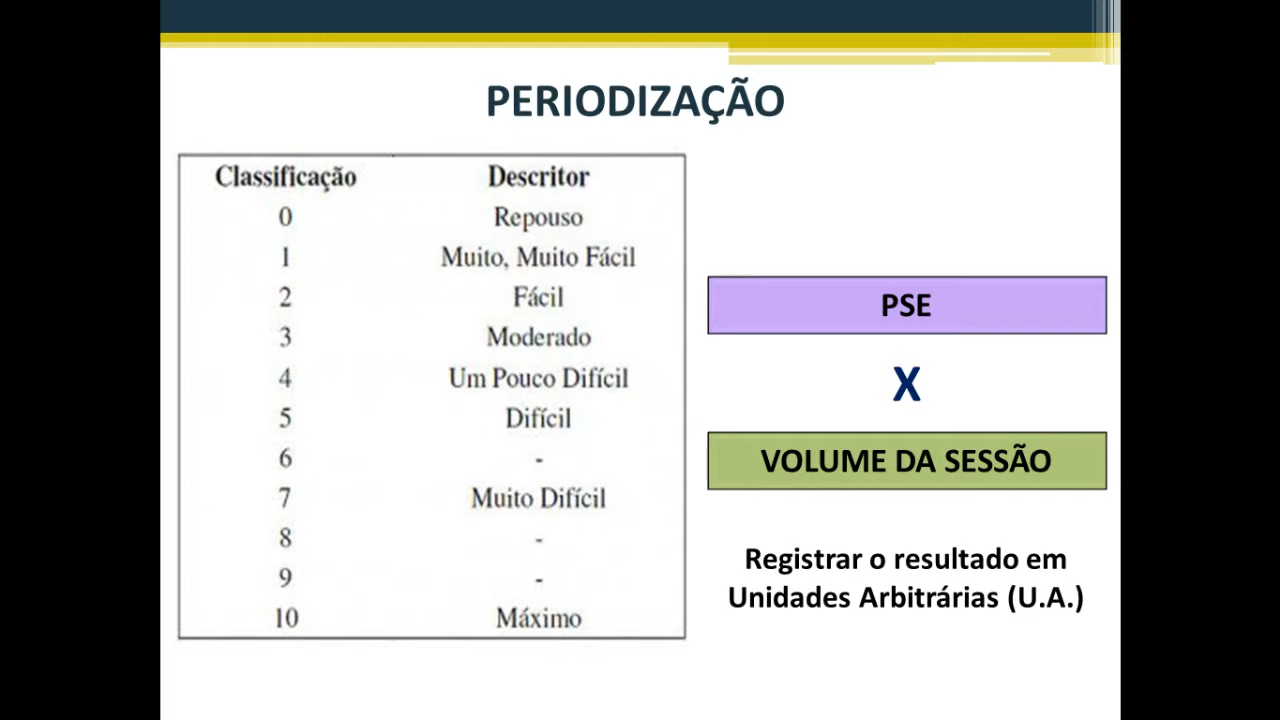 PERIODIZAÇÃO
Classificação Descritor
0 Repouso
1 Muito, Muito Fácil
2 Fácil
3 Moderado
4 Um Pouco Difícil
5 Difícil
6 -
7 Muito Difícil
8 -
9 -
10 Máximo
PSE
X
VOLUME DA SESSÃO
Registrar o resultado em
Unidades Arbitrárias (U.A.)